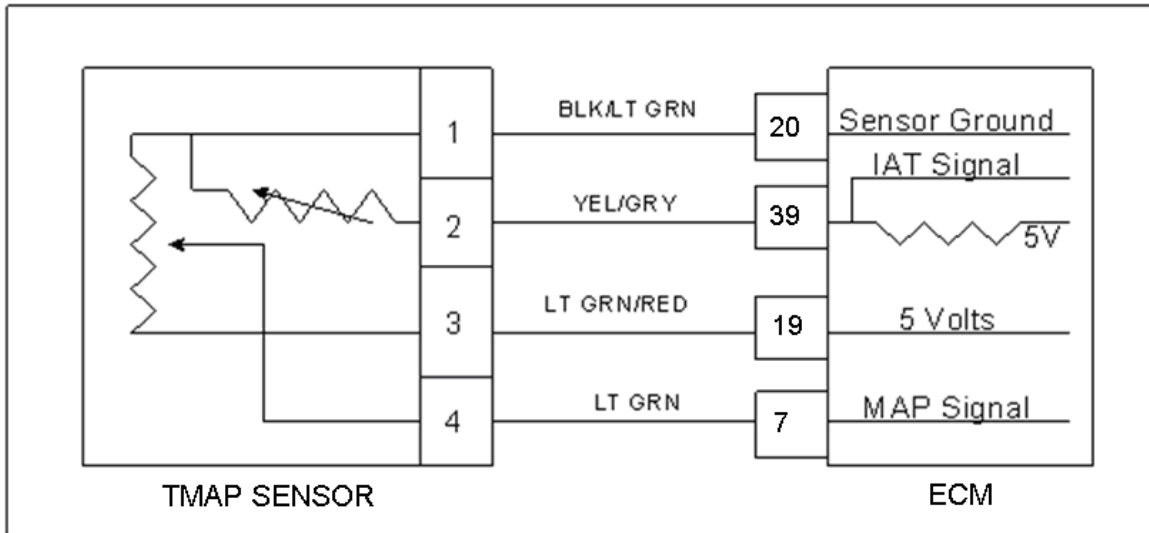 1 BLK/LT GRN 20 Sensor Ground
IAT Signal
2 YEL/GRY 39 5V
3 LT GRN/RED 19 5 Volts
4 LT GRN 7 MAP Signal
TMAP SENSOR ECM